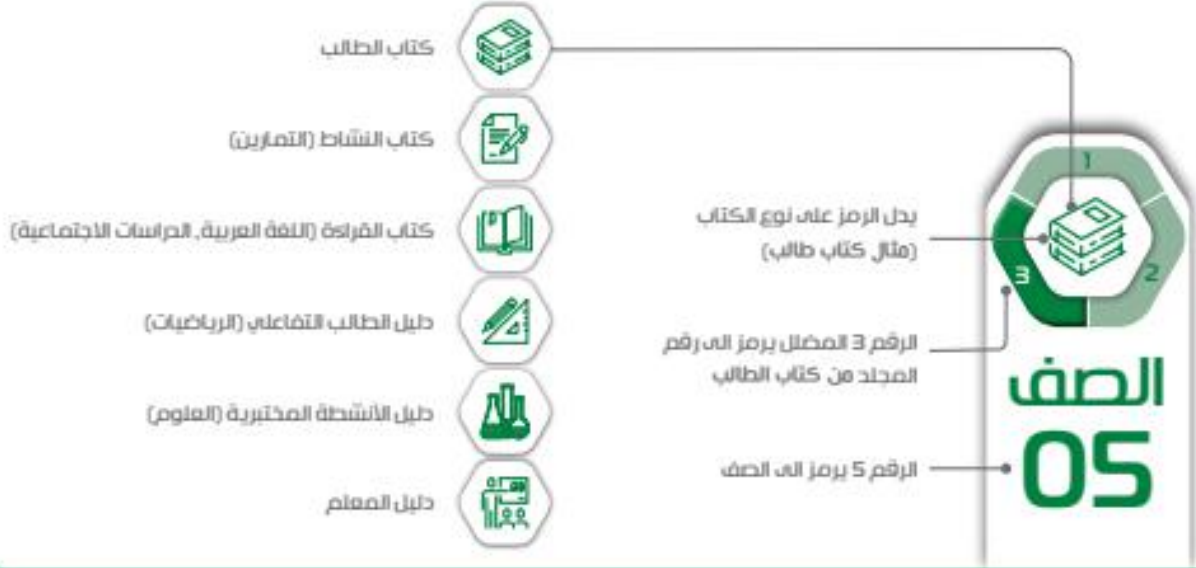 1
2
3
الصف
05
يدل الرمز على نوع الكتاب
(مثال كتاب طالب)
الرقم 3 المضلل يرمز الى رقم
المجلد من كتاب الطالب
الرقم 5 يرمز الى الصف
كتاب الطالب
كتاب النشاط (التمارين)
كتاب القراءة (اللغة العربية, الدراسات الاجتماعية)
دليل الطالب التفاعلي (الرياضيات)
دليل الأنشطة المختبرية (العلوم)
دليل المعلم